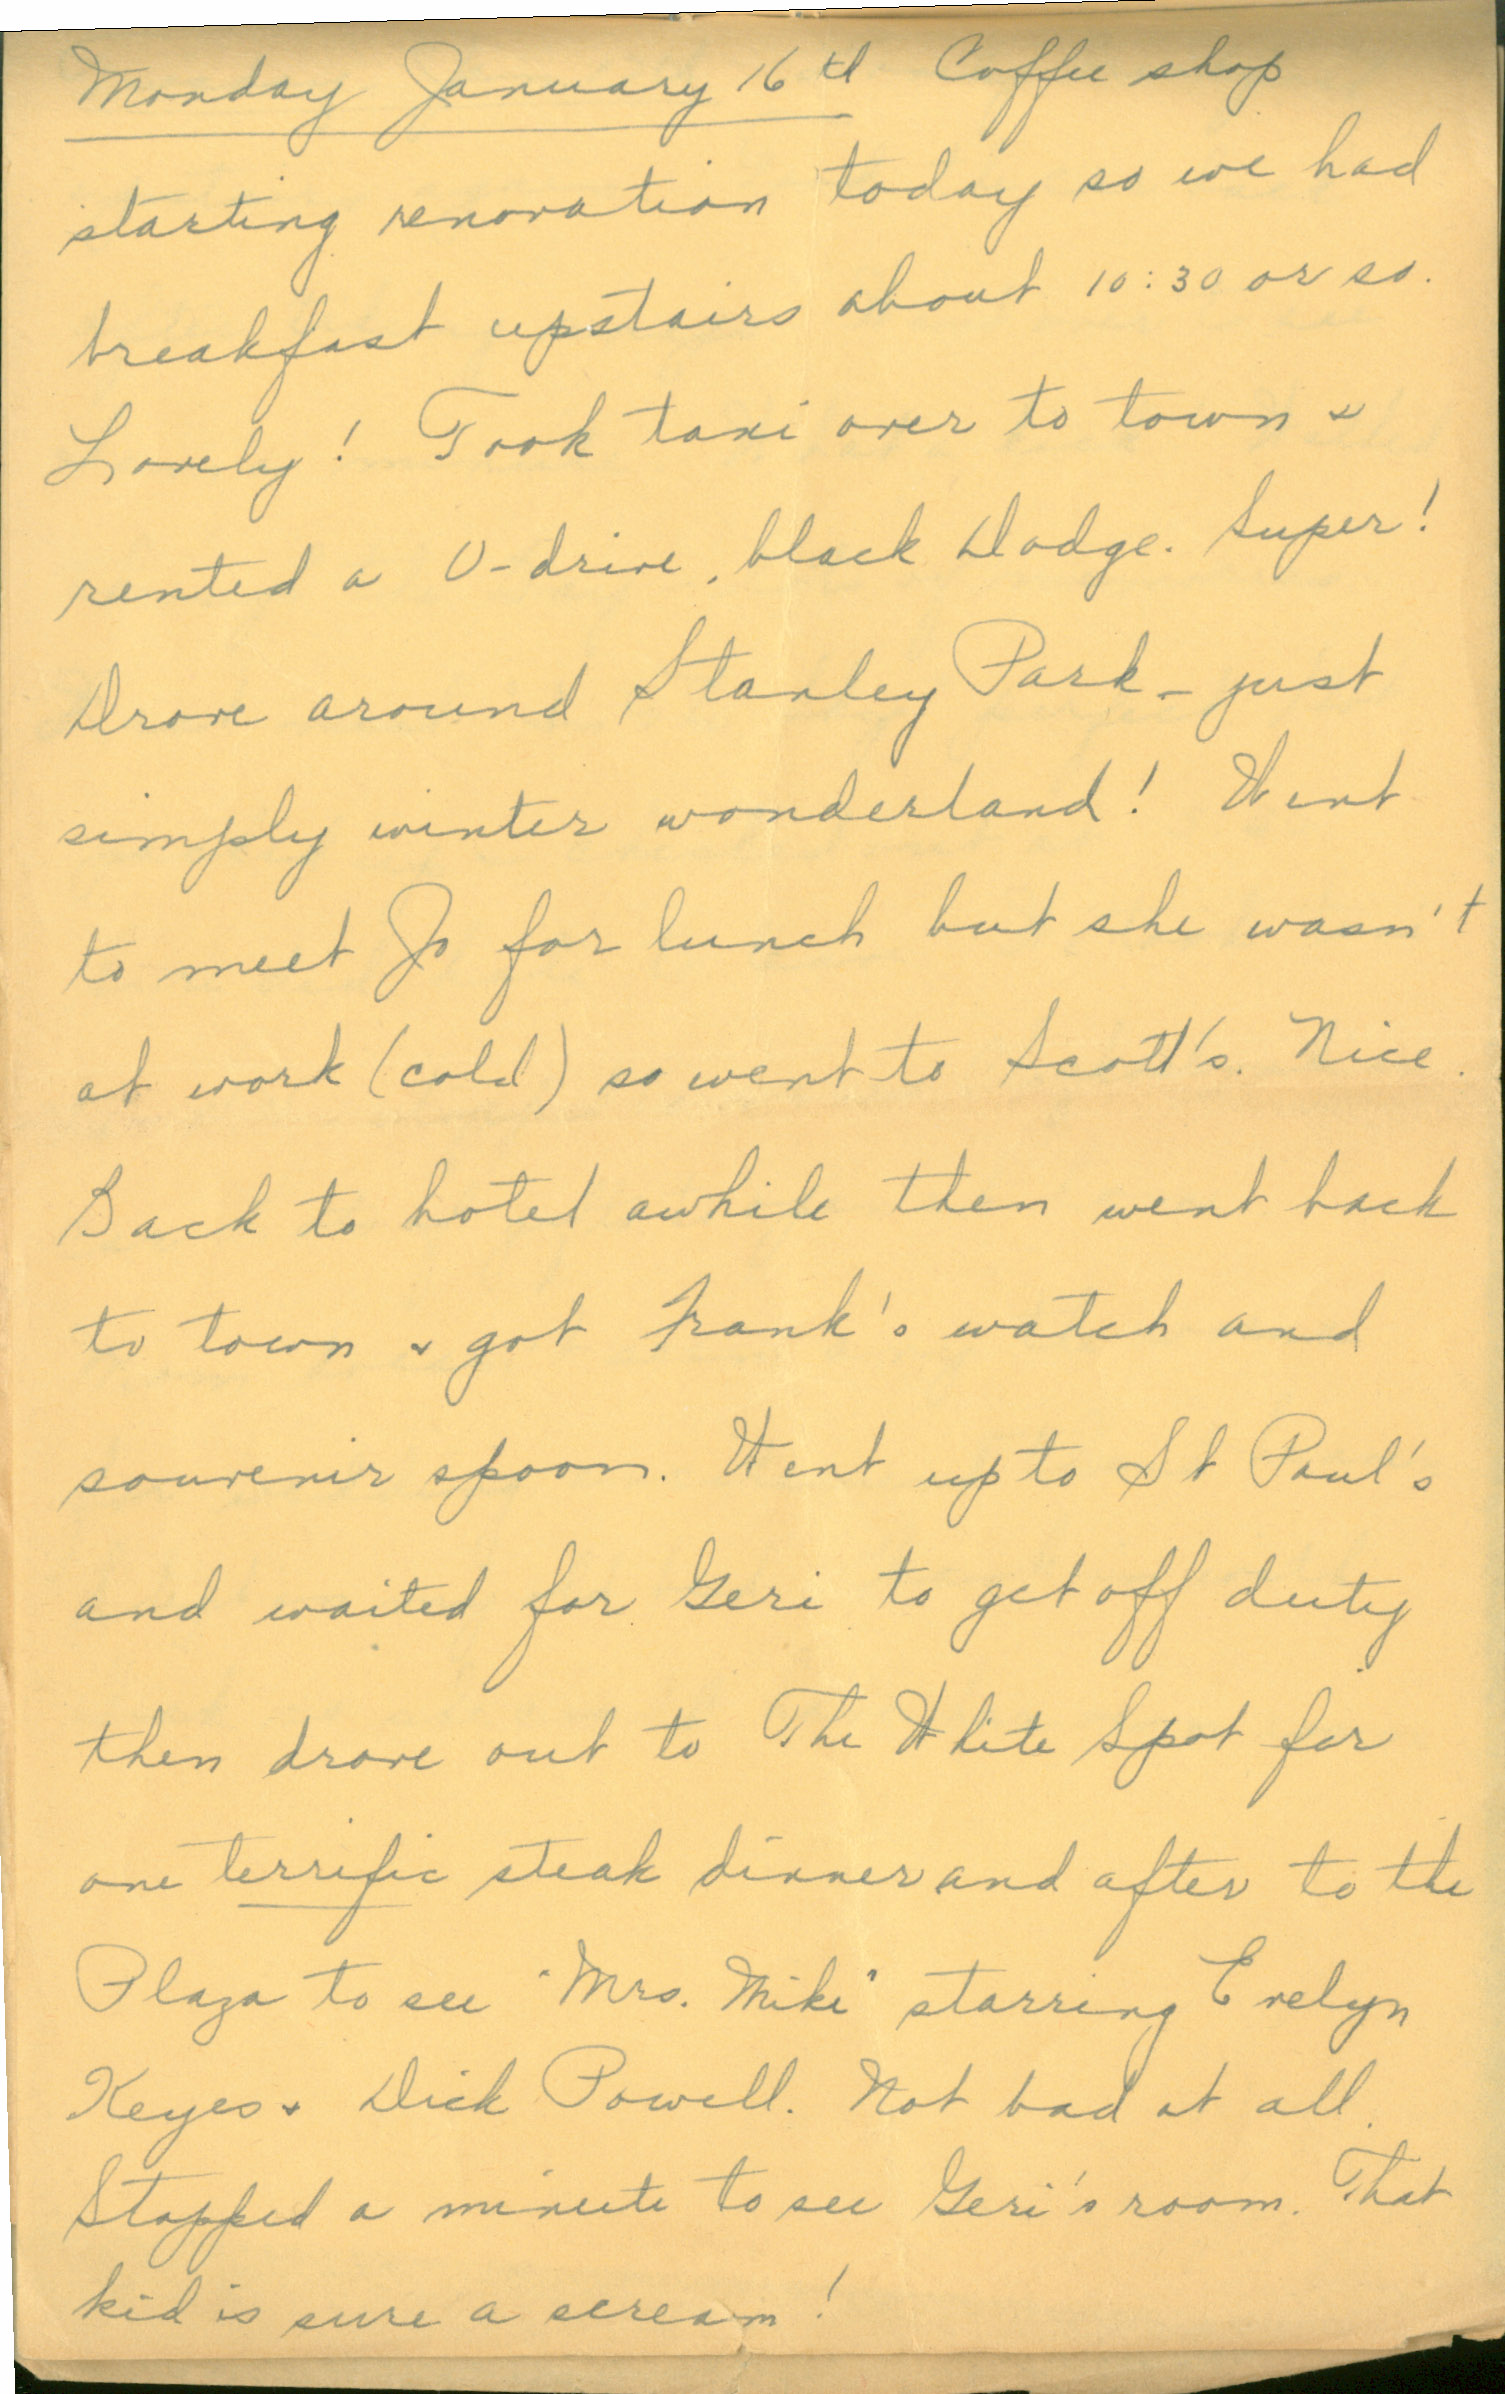 Monday January 16th Coffee shop
starting renovation today so we had
breakfast upstairs about 10:30 or so.
Lovely! Took taxi over to town &
rented a U-drive, black Dodge. Super!
Drove around Stanley Park - just
simply winter wonderland! Went
to meet Jo for lunch but she wasn't
at work (cold) so went to Scott's. Nice.
Back to hotel awhile then went back
to town & got Frank's watch and
souvenir spoon. Went up to St Paul's
and waited for Geri to get off duty
then drove out to The White Spot for
one terrific steak dinner and after to the
Plaza to see "Mrs. Mike" starring Evelyn
Keyes & Dick Powell. Not bad at all.
Stopped a minute to see Geri's room. That
kid is sure a scream!